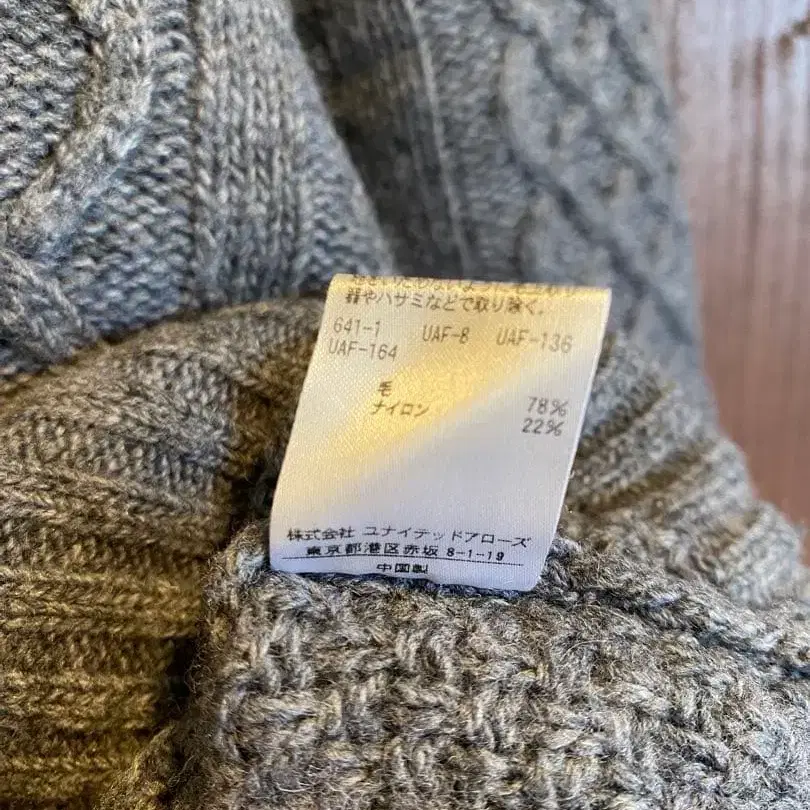 器やハサミなどで取り除く。
641-1 UAF-8 UAF-136
UAF-164
毛 78%
ナイロン 22%
株式会社 ユナイテッドアローズ
東京都港区赤坂 8-1-19
中国製